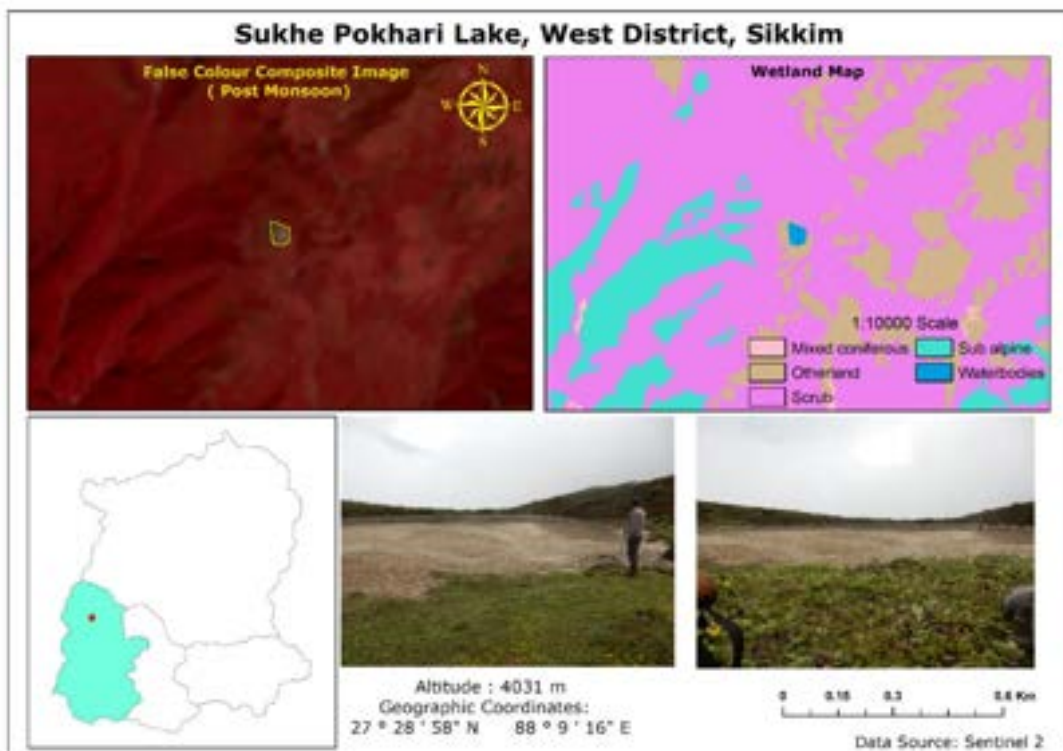 Sukhe Pokhari Lake, West District, Sikkim
False Colour Composite Image
( Post Monsoon)
N
W E
S
Wetland Map
1:10000 Scale
Mixed coniferous
Sub alpine
Otherland
Waterbodies
Scrub
Altitude : 4031 m
Geographic Coordinates:
27 ° 28 ' 58" N 88 ° 9 ' 16" E
0 0.15 0.3 0.6 Km
Data Source: Sentinel 2